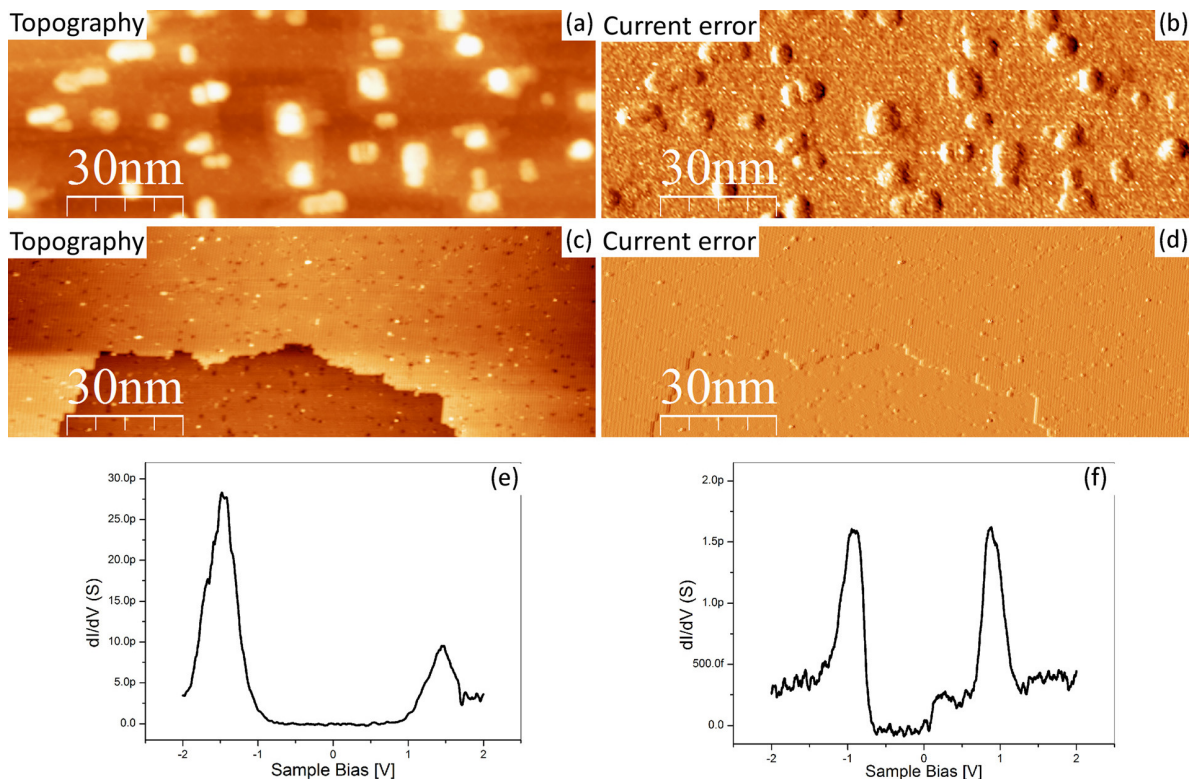 Topography
(a)
Current error
(b)
30nm
30nm
Topography
(c)
Current error
(d)
30nm
30nm
(e)
30.0p
25.0p
20.0p
15.0p
10.0p
5.0p
0.0
dI/dV (S)
-2
-1
0
1
2
Sample Bias [V]
(f)
2.0p
1.5p
1.0p
500.0f
0.0
dI/dV (S)
-2
-1
0
1
2
Sample Bias [V]